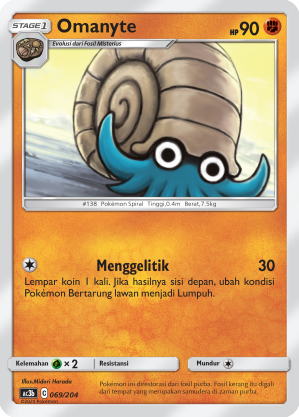 STAGE 1 Omanyte HP 90
Evolusi dari Fosil Misterius
#138 Pokémon Spiral Tinggi,0.4m Berat,7.5kg
Menggelitik 30
Lempar koin 1 kali. Jika hasilnya sisi depan, ubah kondisi
Pokémon Bertarung lawan menjadi Lumpuh.
Kelemahan ×2 Resistansi Mundur
Illus.Midori Harada
Pokémon ini direstorasi dari fosil purba. Fosil kerang itu digali
dari tempat yang merupakan samudera di zaman purba.
C 069/204